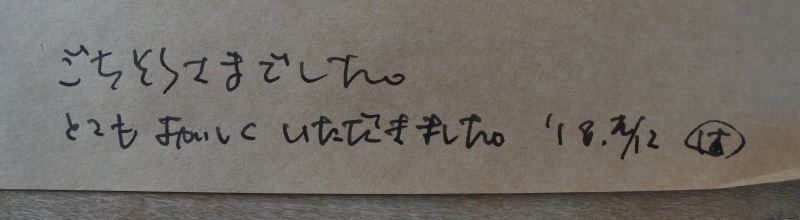 ごちそうさまでした。
とてもおいしくいただきました。 '18. /12 は